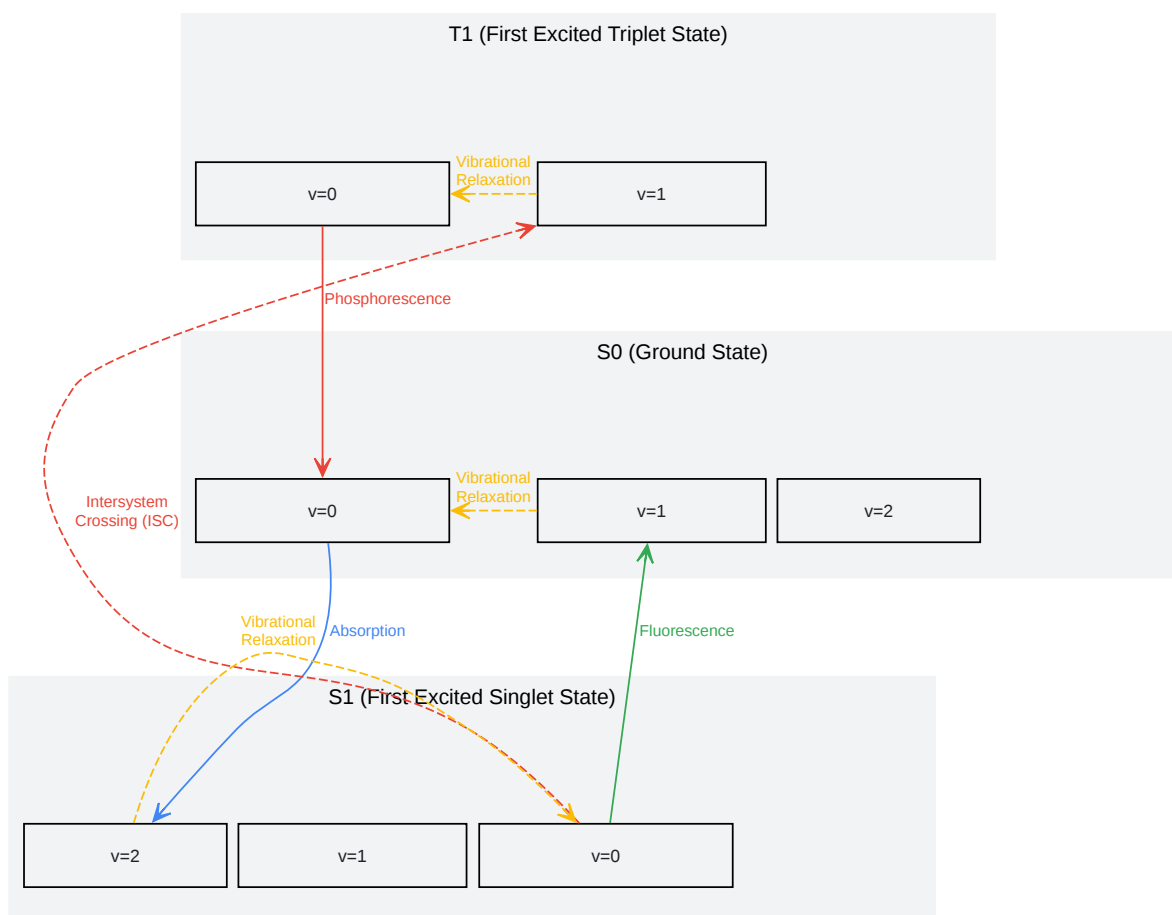 T1 (First Excited Triplet State)
Vibrational
Relaxation
v=0
v=1
Phosphorescence
S0 (Ground State)
Vibrational
Relaxation
v=0
v=1
v=2
Intersystem
Crossing (ISC)
Vibrational
Relaxation
Absorption
Fluorescence
S1 (First Excited Singlet State)
v=2
v=1
v=0